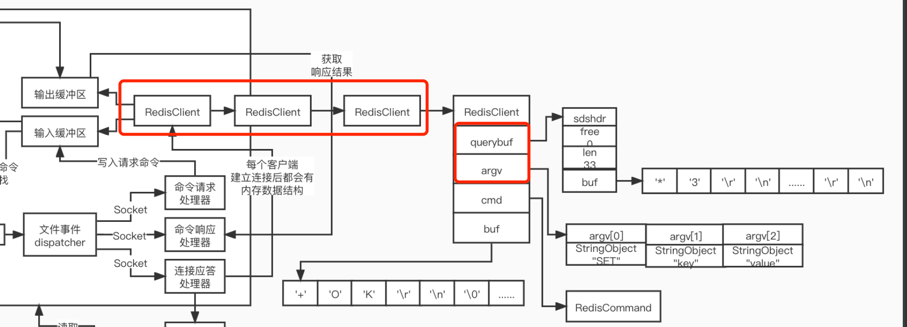 获取
响应结果
输出缓冲区
RedisClient
RedisClient
RedisClient
RedisClient
sdshdr
free
0
len
33
buf
querybuf
argv
cmd
buf
输入缓冲区
命令
找
写入请求命令
每个客户端
建立连接后都会有
内存数据结构
'*'
'3'
'\r'
'\n'
......
'\r'
'\n'
命令请求
处理器
Socket
文件事件
dispatcher
Socket
命令响应
处理器
Socket
连接应答
处理器
argv[0]
argv[1]
argv[2]
StringObject
"SET"
StringObject
"key"
StringObject
"value"
'+'
'O'
'K'
'\r'
'\n'
'\0'
......
RedisCommand
读取